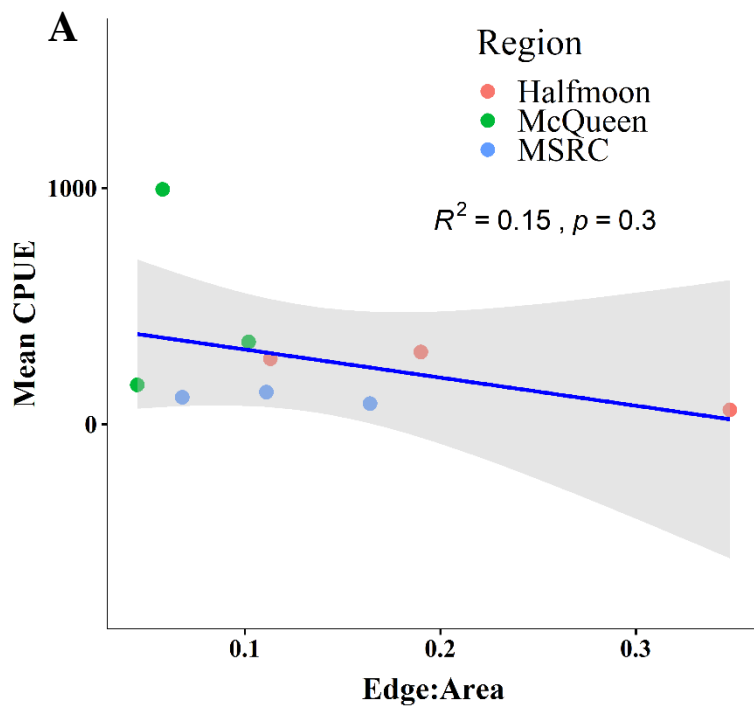 A
Region
Halfmoon
McQueen
MSRC
R² = 0.15 , p = 0.3
1000
0
Mean CPUE
0.1 0.2 0.3
Edge:Area